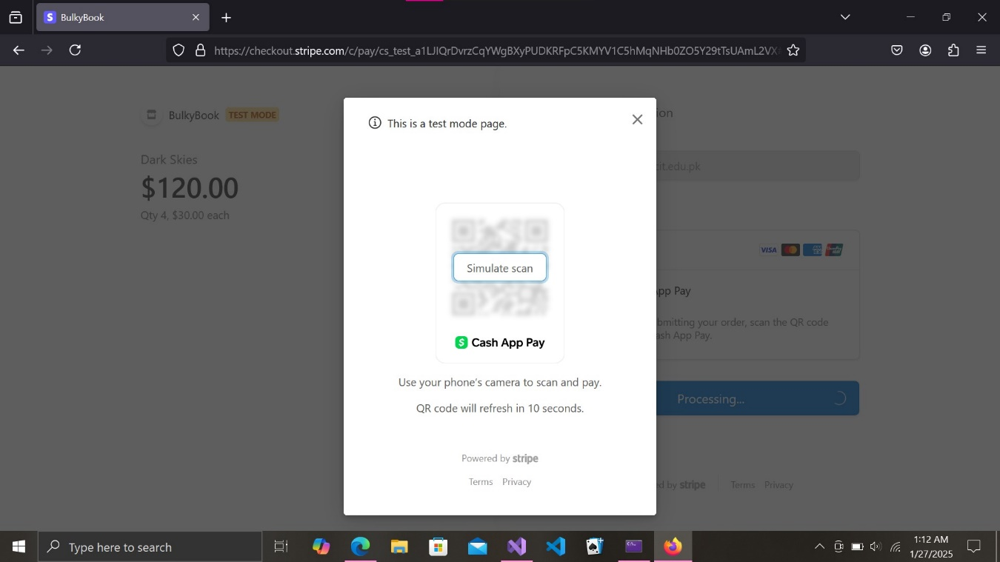 BulkyBook
https://checkout.stripe.com/c/pay/cs_test_a1LJIQrDvrzCqYWgBXyPUDKRFpC5KMYV1C5hMqNHb0ZO5Y29tTsUAmL2VX
BulkyBook TEST MODE
Dark Skies
$120.00
Qty 4, $30.00 each
This is a test mode page.
Simulate scan
Cash App Pay
Use your phone's camera to scan and pay.
QR code will refresh in 10 seconds.
Powered by stripe
Terms Privacy
ion
cit.edu.pk
VISA
App Pay
bmitting your order, scan the QR code
ash App Pay.
Processing...
ed by stripe Terms Privacy
Type here to search
1:12 AM
1/27/2025